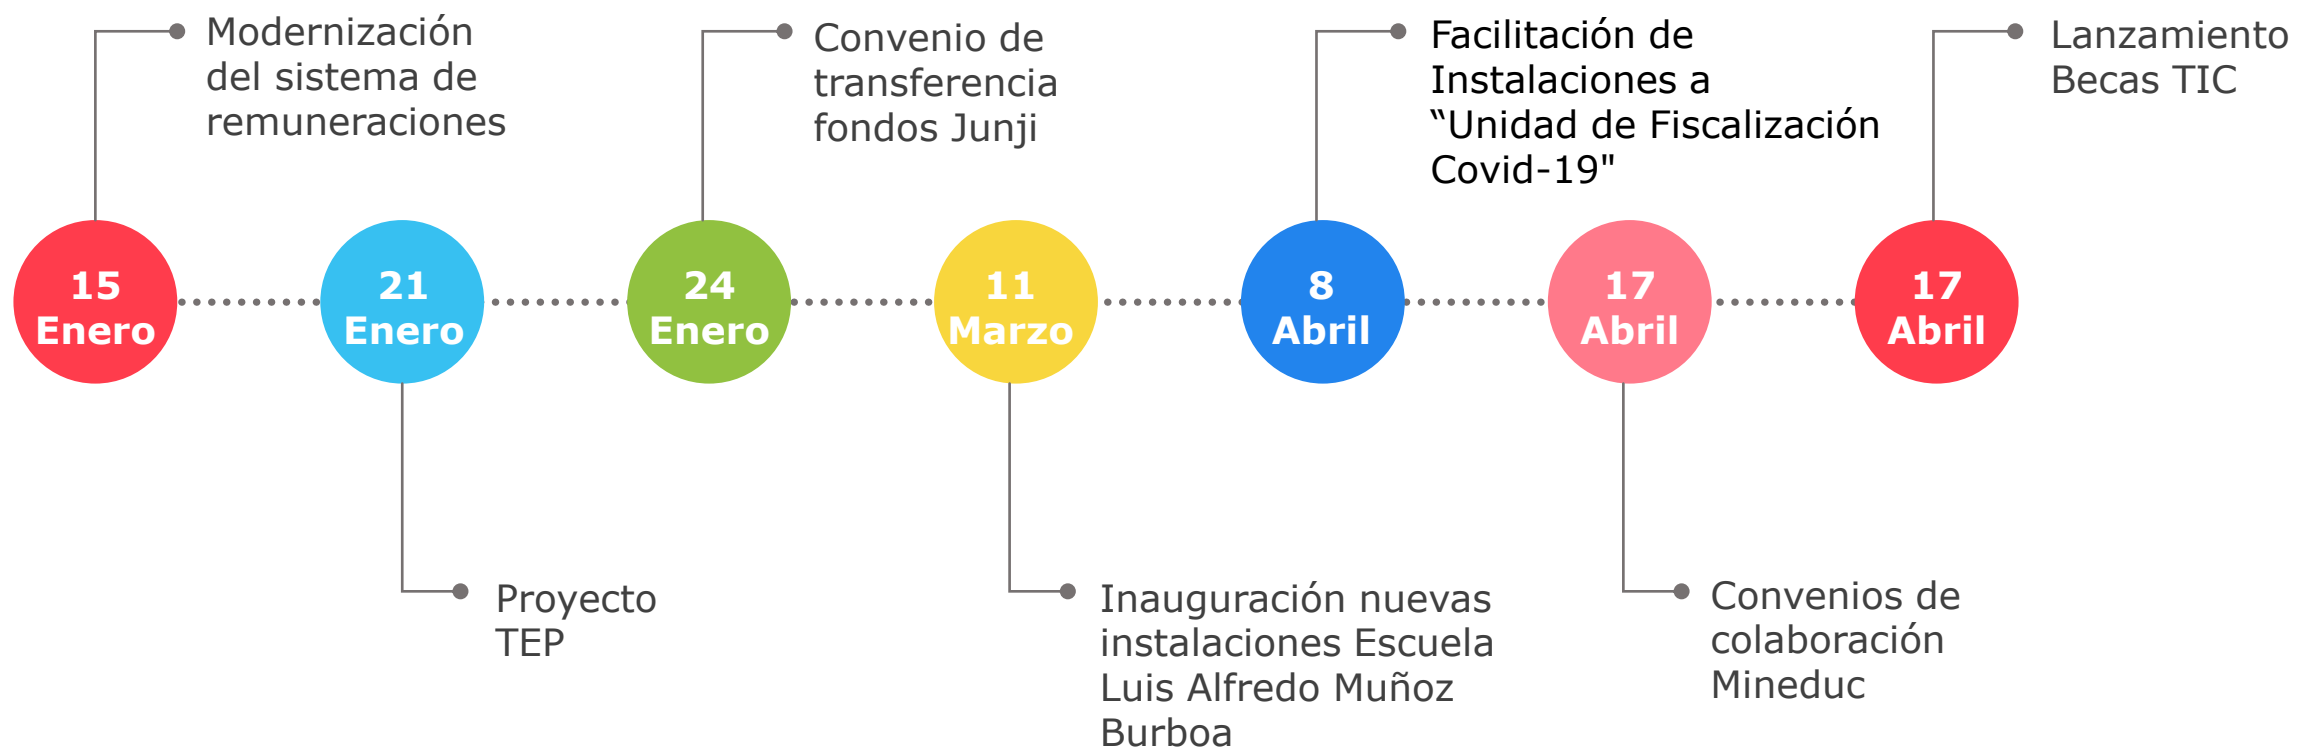 Modernización
del sistema de
remuneraciones
Convenio de
transferencia
fondos Junji
Facilitación de
Instalaciones a
“Unidad de Fiscalización
Covid-19"
Lanzamiento
Becas TIC
15
Enero
21
Enero
24
Enero
11
Marzo
8
Abril
17
Abril
17
Abril
Proyecto
TEP
Inauguración nuevas
instalaciones Escuela
Luis Alfredo Muñoz
Burboa
Convenios de
colaboración
Mineduc